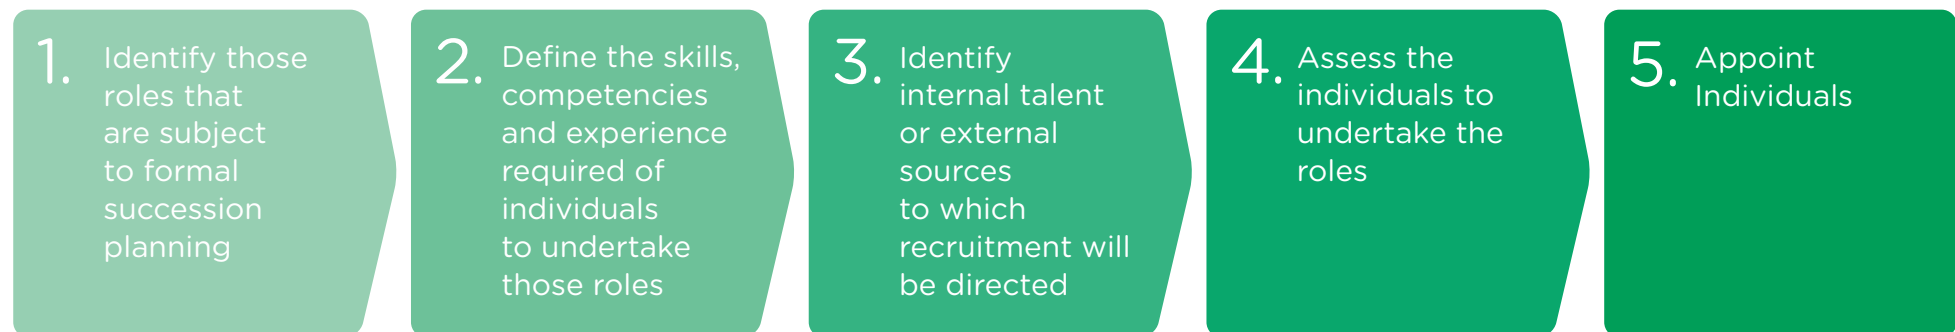 1. Identify those
roles that
are subject
to formal
succession
planning
2. Define the skills,
competencies
and experience
required of
individuals
to undertake
those roles
3. Identify
internal talent
or external
sources
to which
recruitment will
be directed
4. Assess the
individuals to
undertake the
roles
5. Appoint
Individuals